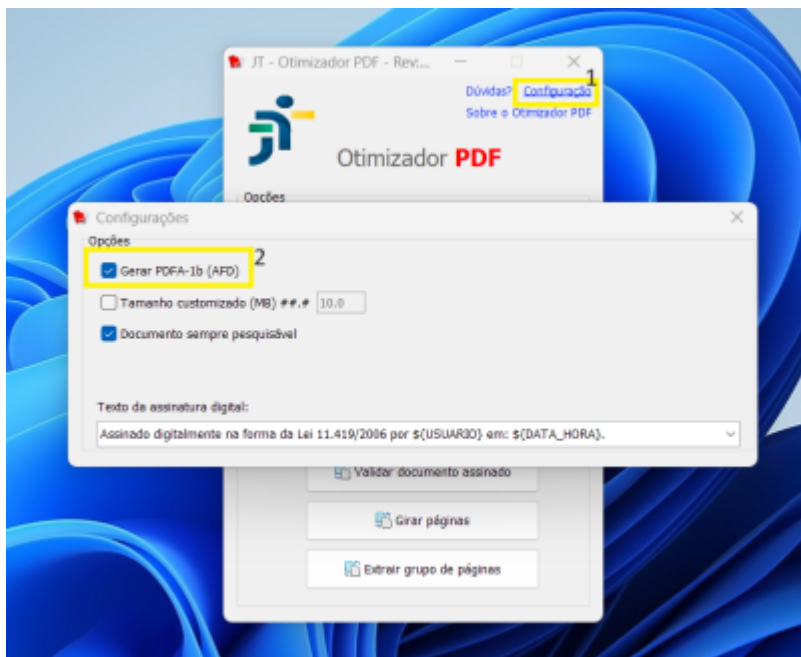 JT - Otimizador PDF - Rev:...
1
Dúvidas? Configuração
Sobre o Otimizador PDF
Otimizador PDF
Opções
Configurações
Opções
2
Gerar PDFA-1b (AFD)
Tamanho customizado (MB) ##.# 10.0
Documento sempre pesquisável
Texto da assinatura digital:
Assinado digitalmente na forma da Lei 11.419/2006 por ${USUARIO} em: ${DATA_HORA}.
Validar documento assinado
Girar páginas
Extrair grupo de páginas